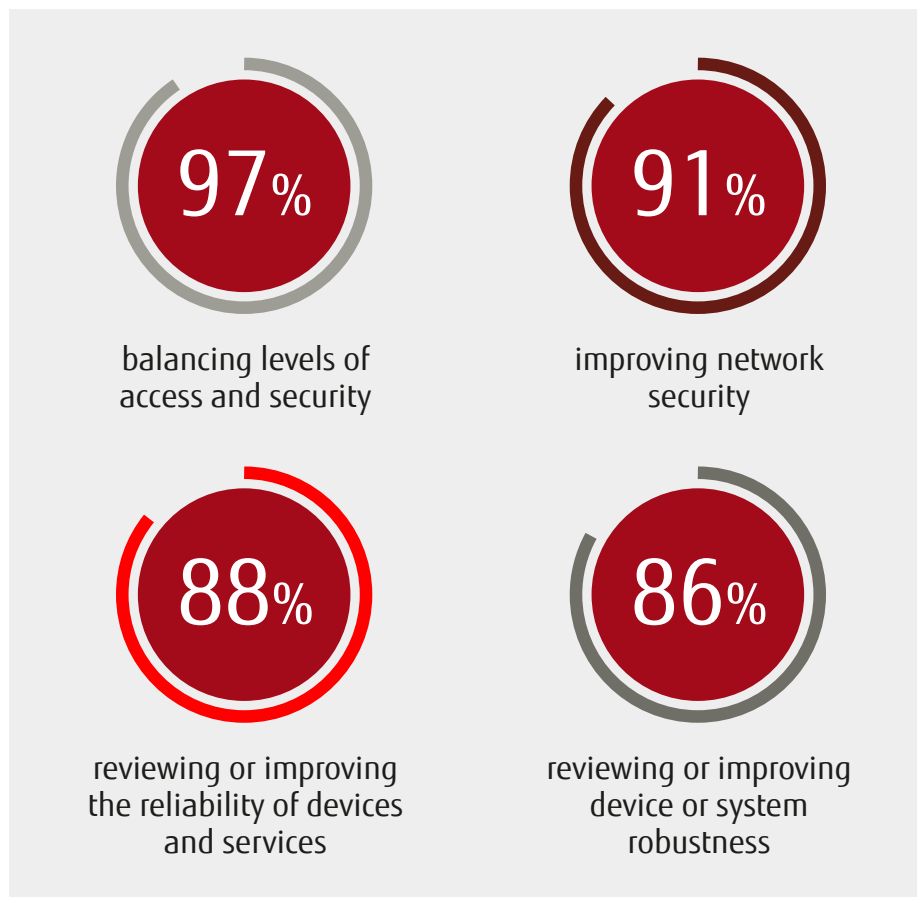 97%
balancing levels of
access and security
91%
improving network
security
88%
reviewing or improving
the reliability of devices
and services
86%
reviewing or improving
device or system
robustness